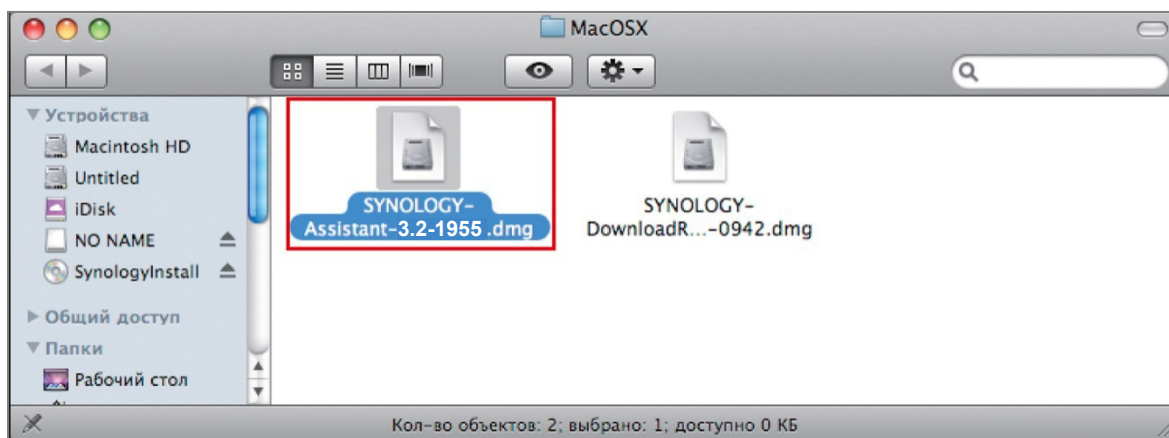 MacOSX
Устройства
Macintosh HD
Untitled
iDisk
NO NAME
SynologyInstall
Общий доступ
Папки
Рабочий стол
SYNOLOGY-
Assistant-3.2-1955 .dmg
SYNOLOGY-
DownloadR...-0942.dmg
Кол-во объектов: 2; выбрано: 1; доступно 0 КБ